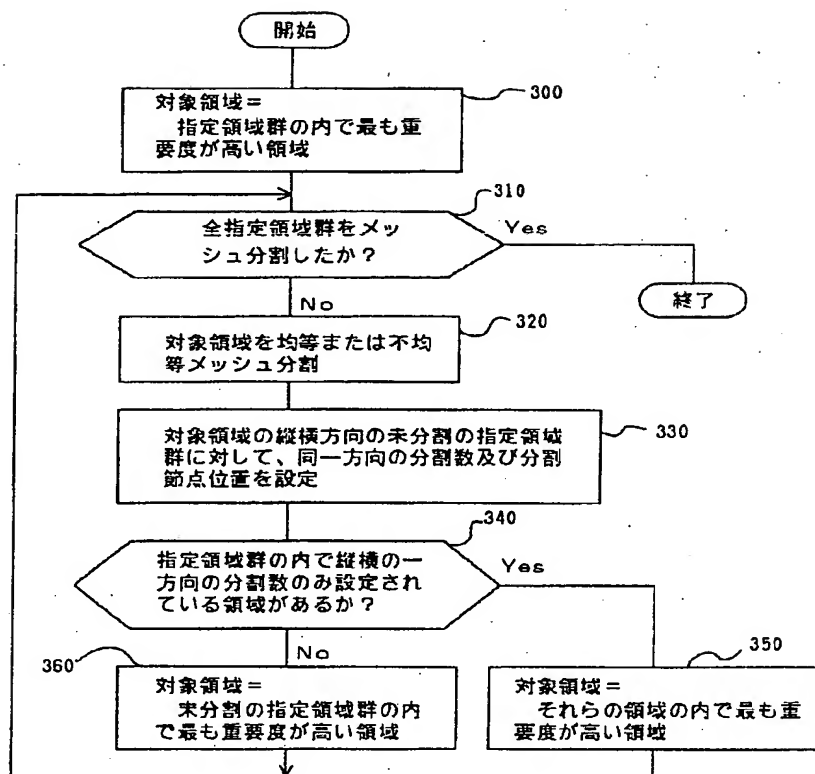 開始
対象領域=
指定領域群の内で最も重
要度が高い領域
300
310
全指定領域群をメッ
シュ分割したか?
Yes
終了
No
320
対象領域を均等または不均
等メッシュ分割
330
対象領域の縦横方向の未分割の指定領域
群に対して、同一方向の分割数及び分割
節点位置を設定
340
指定領域群の内で縦横の一
方向の分割数のみ設定され
ている領域があるか?
Yes
No
360
対象領域=
未分割の指定領域群の内
で最も重要度が高い領域
350
対象領域=
それらの領域の内で最も重
要度が高い領域